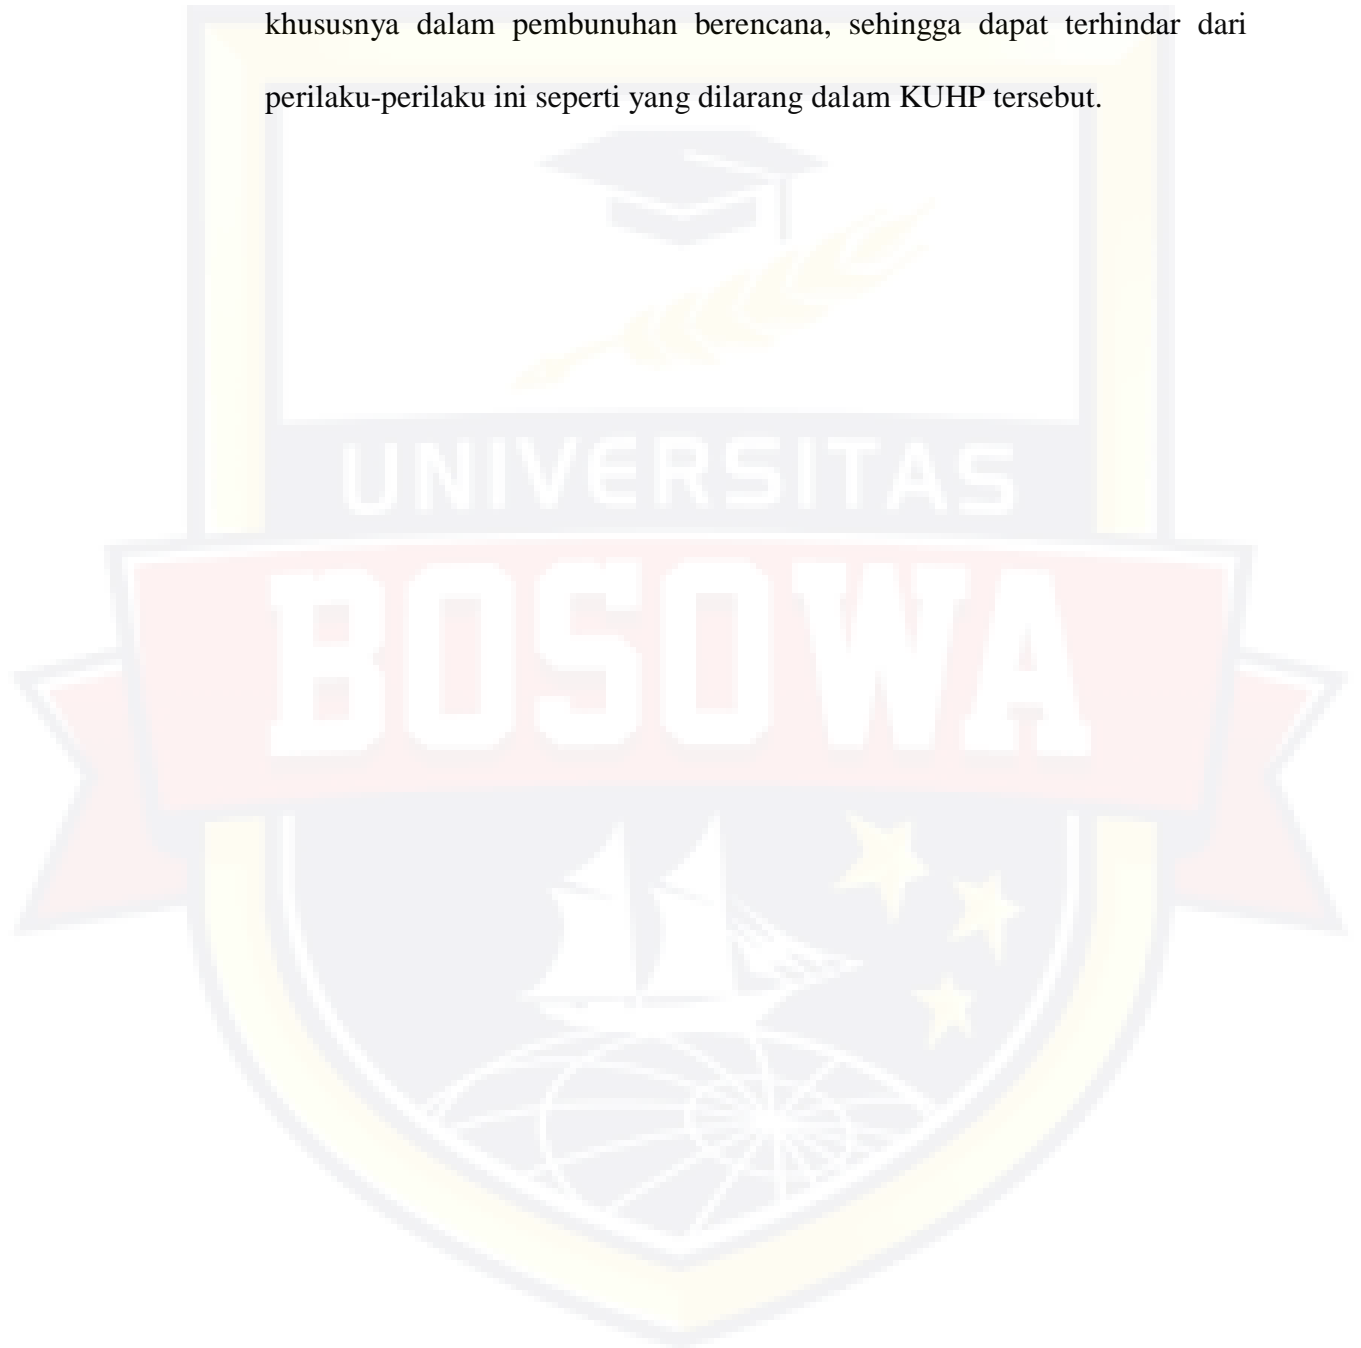 khususnya dalam pembunuhan berencana, sehingga dapat terhindar dari
perilaku-perilaku ini seperti yang dilarang dalam KUHP tersebut.
UNIVERSITAS
BOSOWA